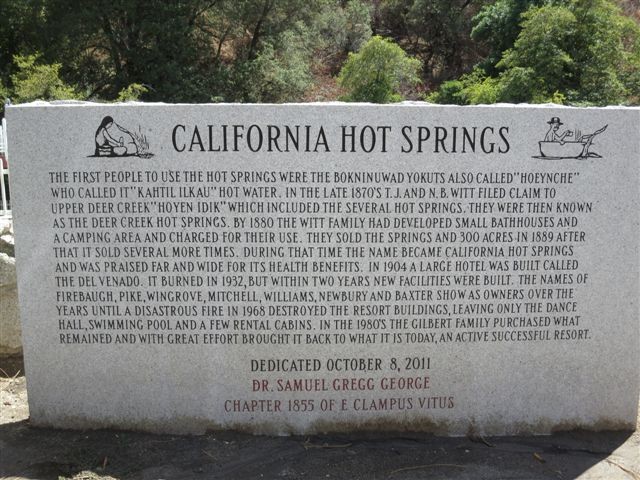 CALIFORNIA HOT SPRINGS
THE FIRST PEOPLE TO USE THE HOT SPRINGS WERE THE BOKNINUWAD YOKUTS ALSO CALLED "HOEYNCHE"
WHO CALLED IT "KAHTIL ILKAU" HOT WATER. IN THE LATE 1870'S T.J. AND N.B. WITT FILED CLAIM TO
UPPER DEER CREEK "HOYEN IDIK" WHICH INCLUDED THE SEVERAL HOT SPRINGS. THEY WERE THEN KNOWN
AS THE DEER CREEK HOT SPRINGS. BY 1880 THE WITT FAMILY HAD DEVELOPED SMALL BATHHOUSES AND
A CAMPING AREA AND CHARGED FOR THEIR USE. THEY SOLD THE SPRINGS AND 300 ACRES IN 1889 AFTER
THAT IT SOLD SEVERAL MORE TIMES. DURING THAT TIME THE NAME BECAME CALIFORNIA HOT SPRINGS
AND WAS PRAISED FAR AND WIDE FOR ITS HEALTH BENEFITS. IN 1904 A LARGE HOTEL WAS BUILT CALLED
THE DEL VENADO. IT BURNED IN 1932, BUT WITHIN TWO YEARS NEW FACILITIES WERE BUILT. THE NAMES OF
FIREBAUGH, PIKE, WINGROVE, MITCHELL, WILLIAMS, NEWBURY AND BAXTER SHOW AS OWNERS OVER THE
YEARS UNTIL A DISASTROUS FIRE IN 1968 DESTROYED THE RESORT BUILDINGS, LEAVING ONLY THE DANCE
HALL, SWIMMING POOL AND A FEW RENTAL CABINS. IN THE 1980'S THE GILBERT FAMILY PURCHASED WHAT
REMAINED AND WITH GREAT EFFORT BROUGHT IT BACK TO WHAT IT IS TODAY, AN ACTIVE SUCCESSFUL RESORT.
DEDICATED OCTOBER 8, 2011
DR. SAMUEL GREGG GEORGE
CHAPTER 1855 OF E CLAMPUS VITUS